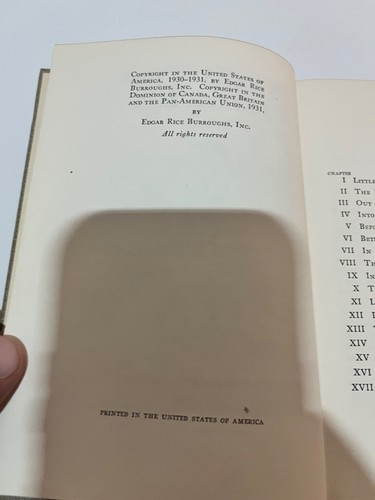 COPYRIGHT IN THE UNITED STATES OF
AMERICA, 1930-1931, BY EDGAR RICE
BURROUGHS, INC. COPYRIGHT IN THE
DOMINION OF CANADA, GREAT BRITAIN
AND THE PAN-AMERICAN UNION, 1931,
BY
EDGAR RICE BURROUGHS, INC.
All rights reserved
PRINTED IN THE UNITED STATES OF AMERICA
CHAPTER
I LITTLE
II THE
III OUT
IV INTO
V
VI
VII IN
VIII
IX IN
X
XI
XII
XIII
XIV
XV
XVI
XVII